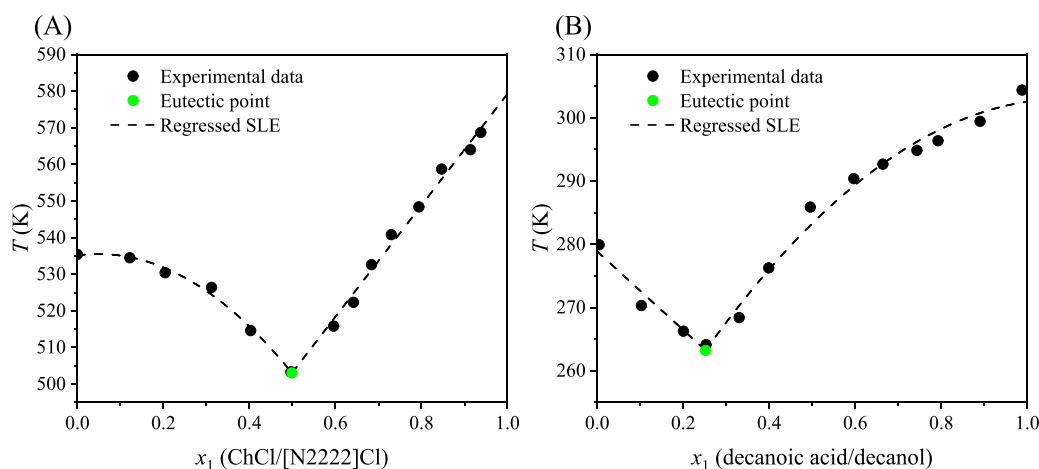 (A)
590
580
570
560
550
540
530
520
510
500
T (K)
Experimental data
Eutectic point
Regressed SLE
0.0
0.2
0.4
0.6
0.8
1.0
x₁ (ChCl/[N2222]Cl)
(B)
310
300
290
280
270
260
T (K)
Experimental data
Eutectic point
Regressed SLE
0.0
0.2
0.4
0.6
0.8
1.0
x₁ (decanoic acid/decanol)